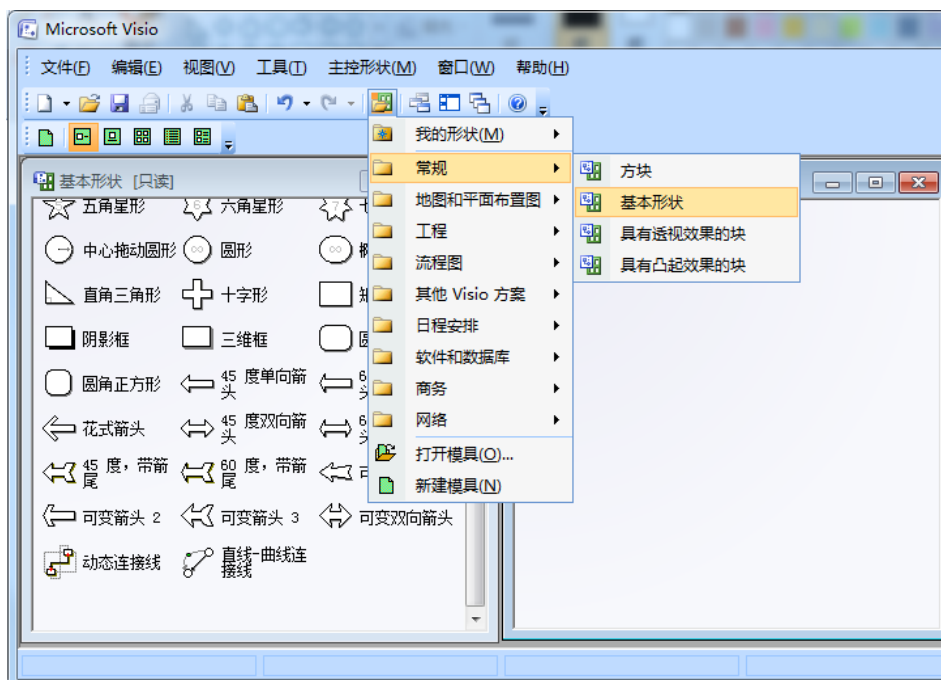 Microsoft Visio
文件(F) 编辑(E) 视图(V) 工具(T) 主控形状(M) 窗口(W) 帮助(H)
基本形状 [只读]
五角星形 六角星形
中心拖动圆形 圆形
直角三角形 十字形
阴影框 三维框
圆角正方形 45 度单向箭
头
花式箭头 45 度双向箭
头
45 度，带箭
尾 60 度，带箭
尾
可变箭头 2 可变箭头 3 可变双向箭头
动态连接线 直线-曲线连
接线
我的形状(M)
常规
地图和平面布置图
工程
流程图
其他 Visio 方案
日程安排
软件和数据库
商务
网络
打开模具(O)...
新建模具(N)
方块
基本形状
具有透视效果的块
具有凸起效果的块